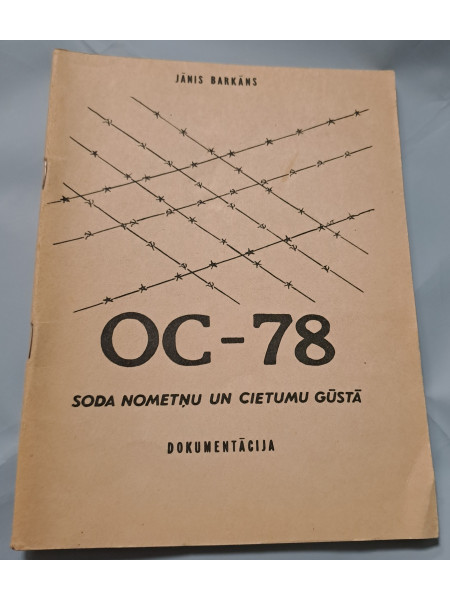 JĀNIS BARKĀNS
OC-78
SODA NOMETŅU UN CIETUMU GŪSTĀ
DOKUMENTĀCIJA